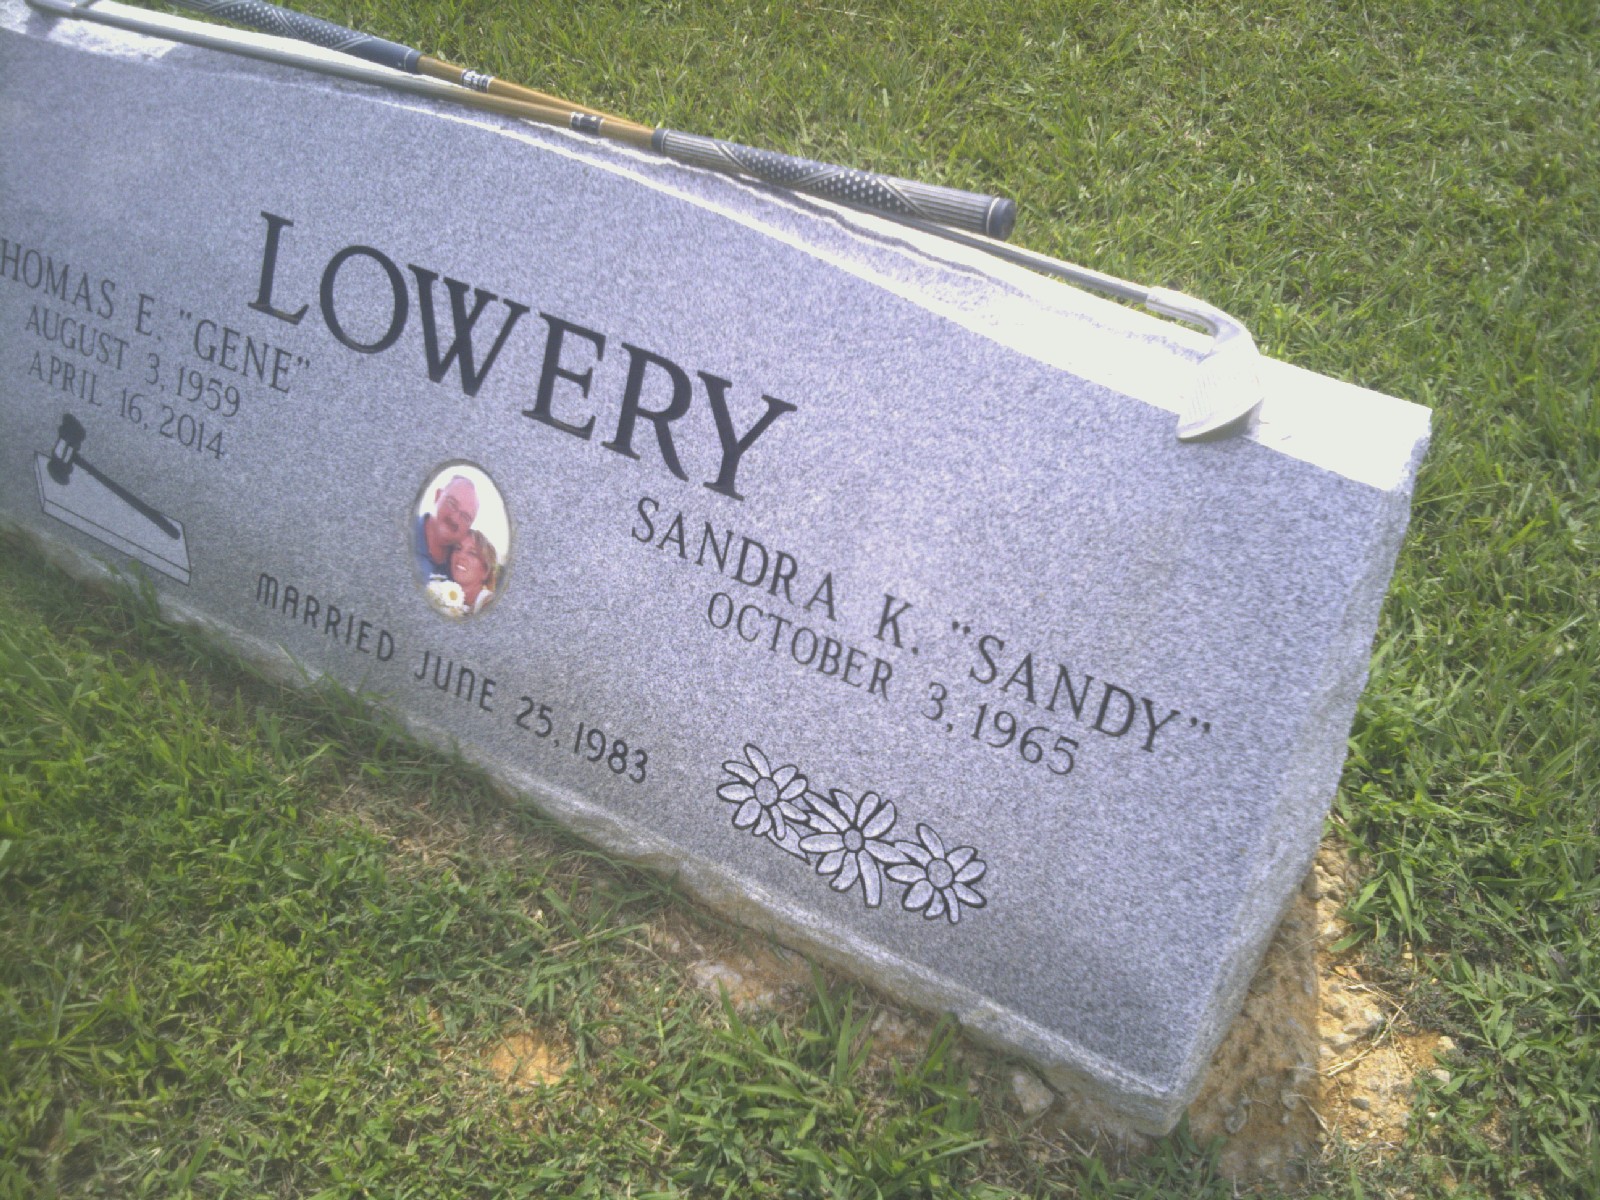 LOWERY
HOMAS E. "GENE"
AUGUST 3, 1959
APRIL 16, 2014
SANDRA K. "SANDY"
OCTOBER 3, 1965
MARRIED JUNE 25, 1983